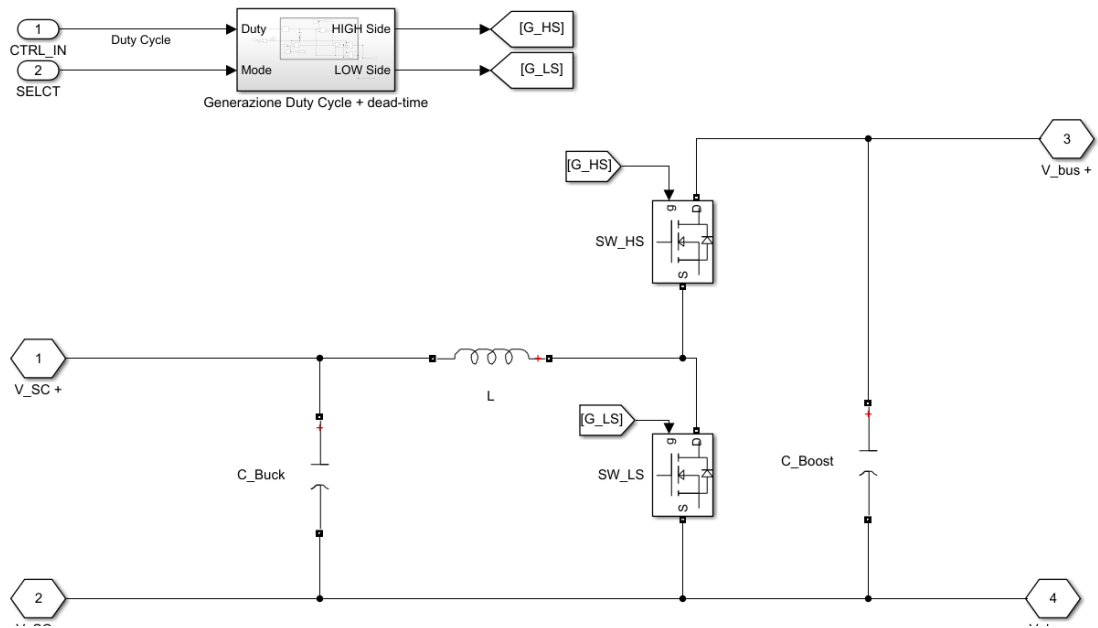 1
CTRL_IN
Duty Cycle
2
SELCT
Duty
HIGH Side
Mode
LOW Side
Generazione Duty Cycle + dead-time
[G_HS]
[G_LS]
3
V_bus +
[G_HS]
g
D
SW_HS
S
1
V_SC +
L
[G_LS]
g
D
SW_LS
S
C_Buck
C_Boost
2
4